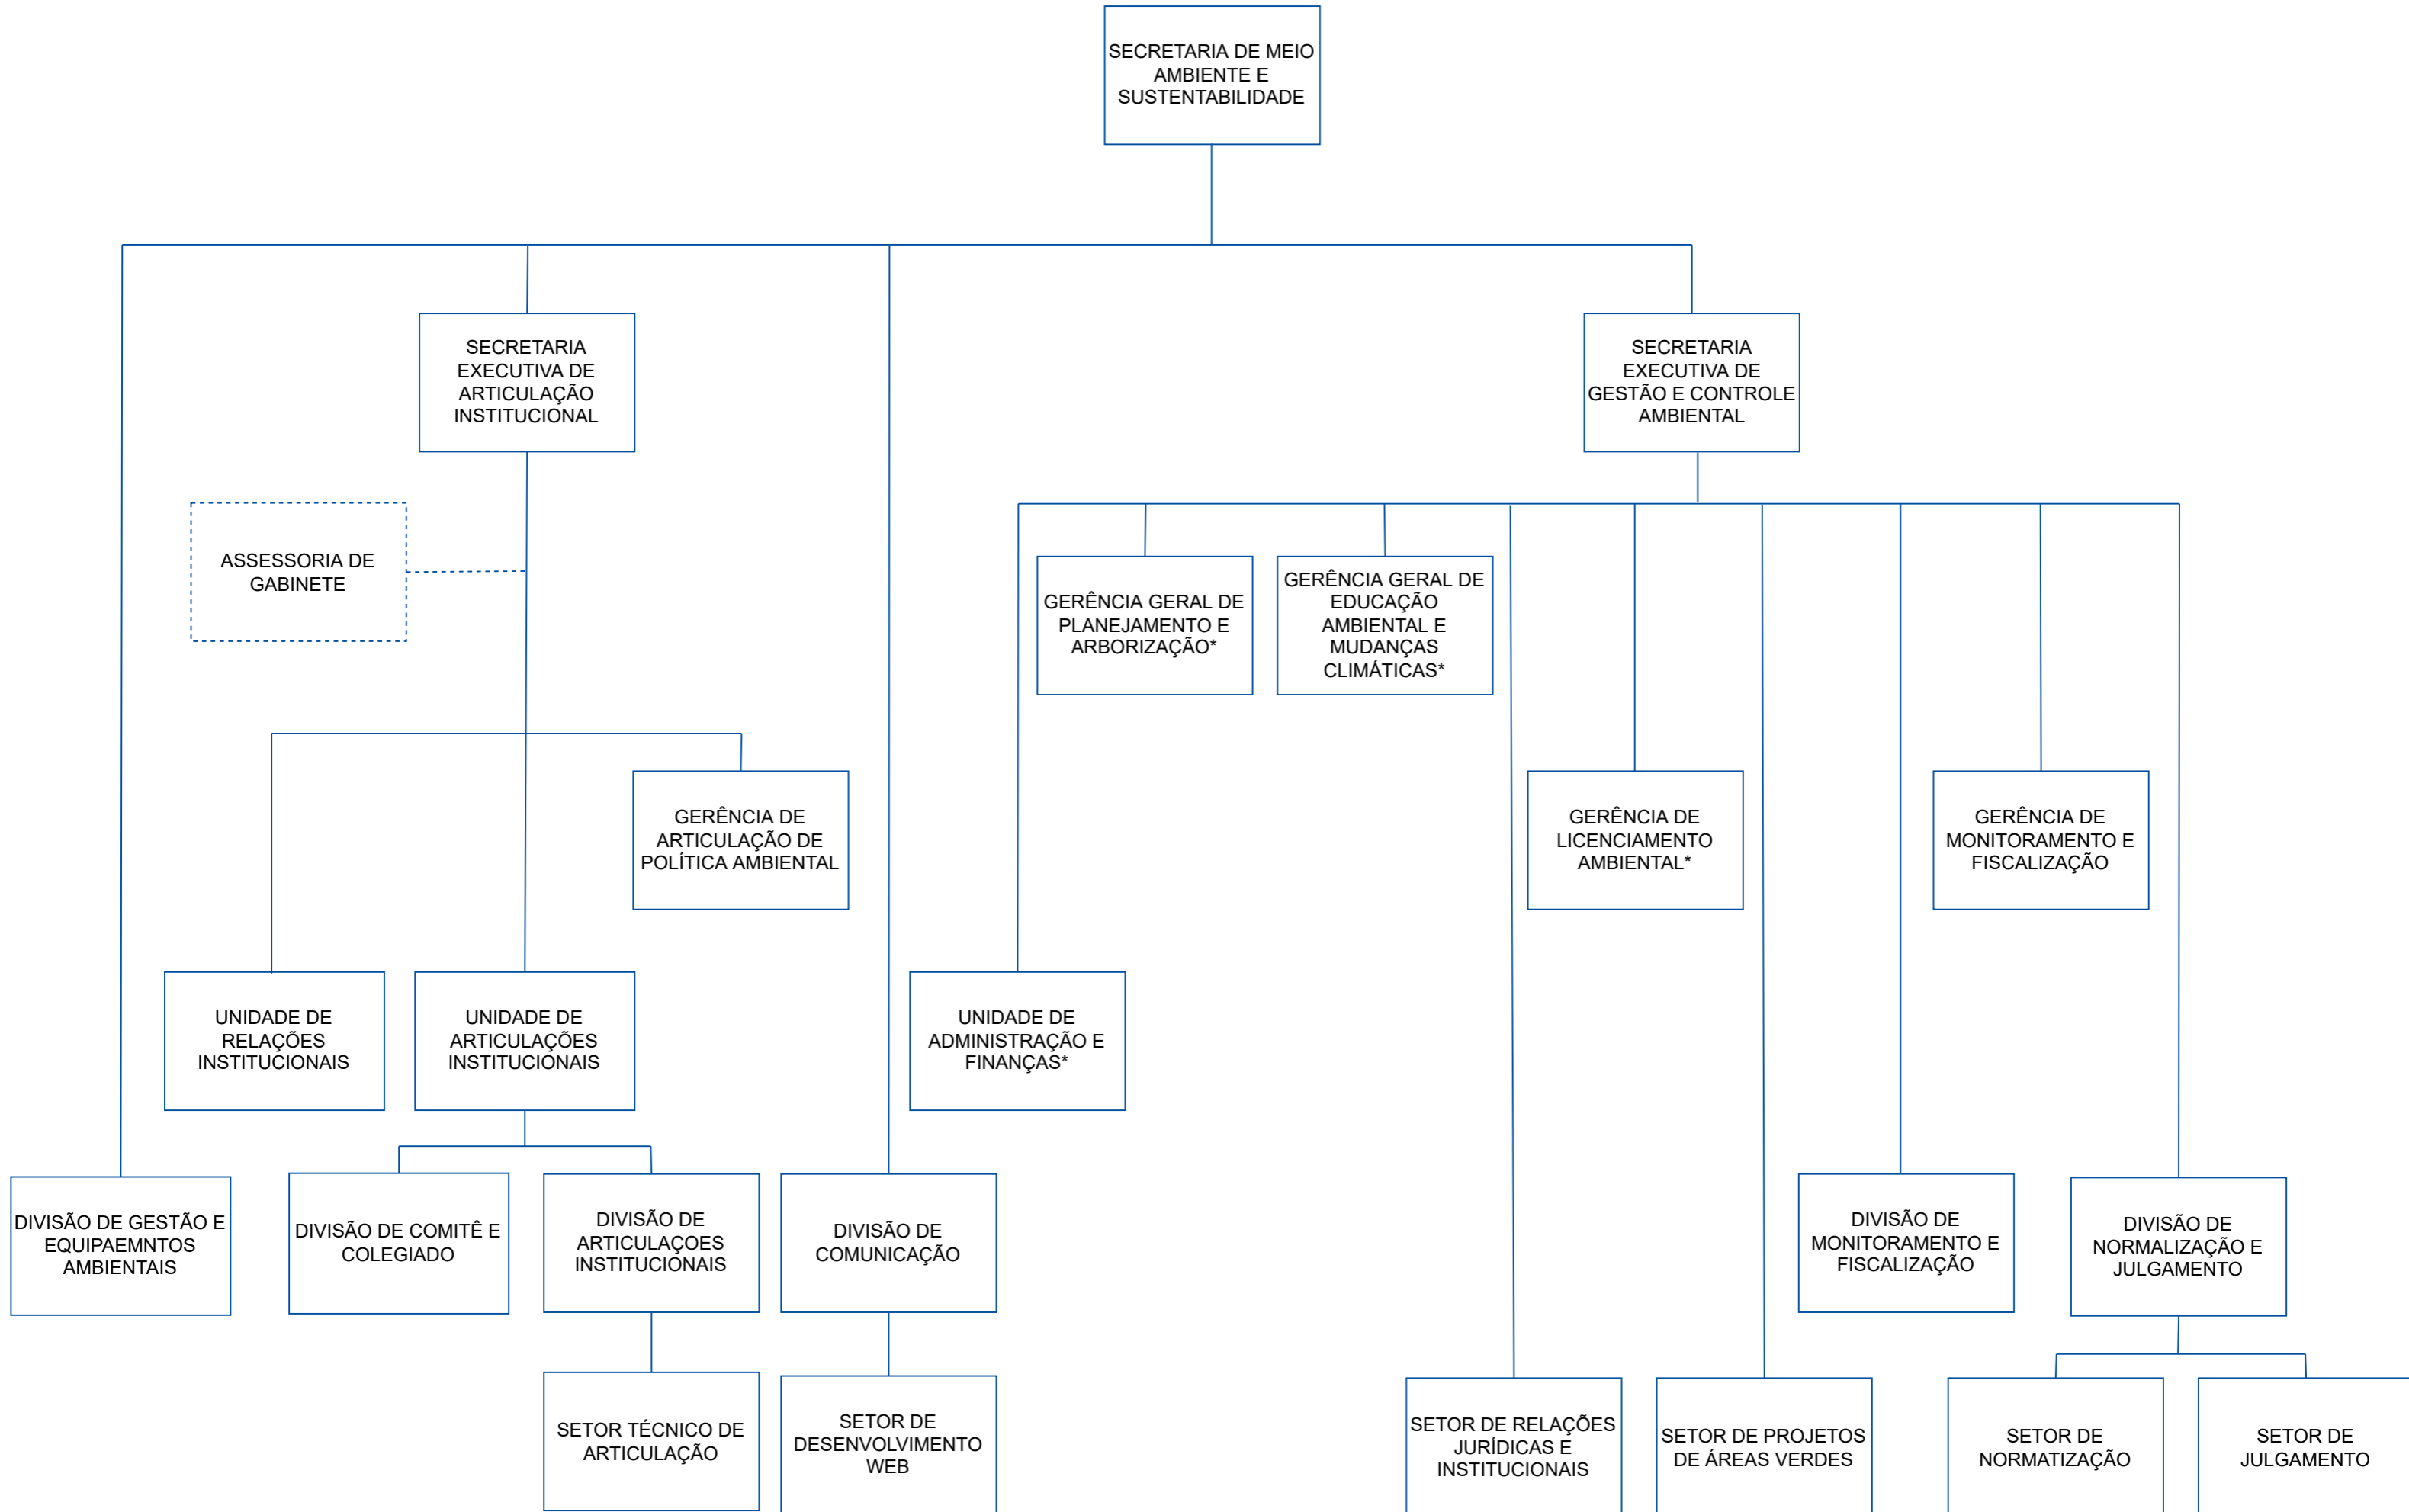 SECRETARIA DE MEIO
AMBIENTE E
SUSTENTABILIDADE
SECRETARIA
EXECUTIVA DE
ARTICULAÇÃO
INSTITUCIONAL
SECRETARIA
EXECUTIVA DE
GESTÃO E CONTROLE
AMBIENTAL
ASSESSORIA DE
GABINETE
GERÊNCIA GERAL DE
PLANEJAMENTO E
ARBORIZAÇÃO*
GERÊNCIA GERAL DE
EDUCAÇÃO
AMBIENTAL E
MUDANÇAS
CLIMÁTICAS*
GERÊNCIA DE
ARTICULAÇÃO DE
POLÍTICA AMBIENTAL
GERÊNCIA DE
LICENCIAMENTO
AMBIENTAL*
GERÊNCIA DE
MONITORAMENTO E
FISCALIZAÇÃO
UNIDADE DE
RELAÇÕES
INSTITUCIONAIS
UNIDADE DE
ARTICULAÇÕES
INSTITUCIONAIS
UNIDADE DE
ADMINISTRAÇÃO E
FINANÇAS*
DIVISÃO DE GESTÃO E
EQUIPAEMNTOS
AMBIENTAIS
DIVISÃO DE COMITÊ E
COLEGIADO
DIVISÃO DE
ARTICULAÇOES
INSTITUCIONAIS
DIVISÃO DE
COMUNICAÇÃO
DIVISÃO DE
MONITORAMENTO E
FISCALIZAÇÃO
DIVISÃO DE
NORMALIZAÇÃO E
JULGAMENTO
SETOR TÉCNICO DE
ARTICULAÇÃO
SETOR DE
DESENVOLVIMENTO
WEB
SETOR DE RELAÇÕES
JURÍDICAS E
INSTITUCIONAIS
SETOR DE PROJETOS
DE ÁREAS VERDES
SETOR DE
NORMATIZAÇÃO
SETOR DE
JULGAMENTO